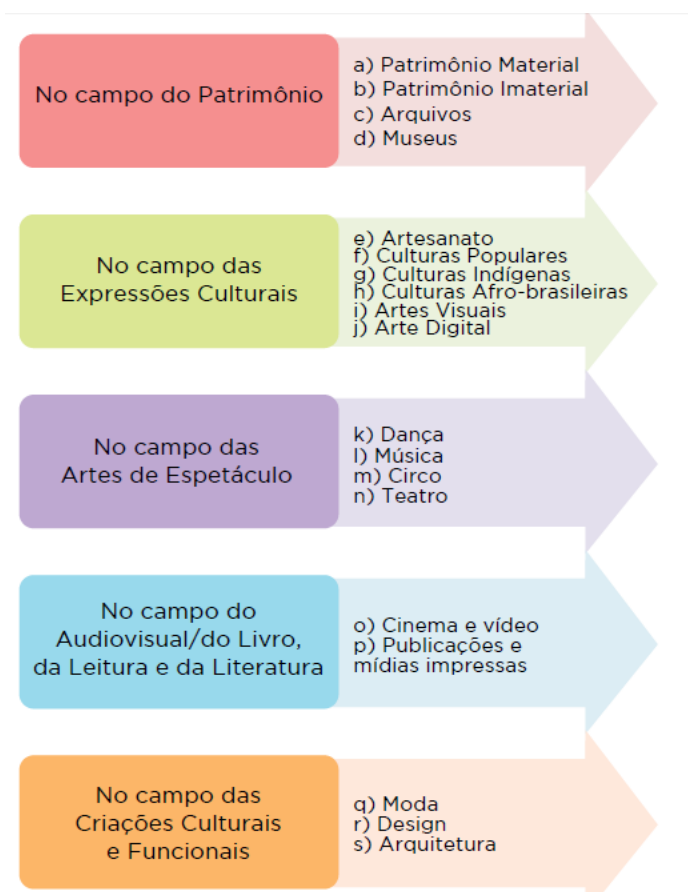 No campo do Patrimônio
a) Patrimônio Material
b) Patrimônio Imaterial
c) Arquivos
d) Museus
No campo das
Expressões Culturais
e) Artesanato
f) Culturas Populares
g) Culturas Indígenas
h) Culturas Afro-brasileiras
i) Artes Visuais
j) Arte Digital
No campo das
Artes de Espetáculo
k) Dança
l) Música
m) Circo
n) Teatro
No campo do
Audiovisual/do Livro,
da Leitura e da Literatura
o) Cinema e vídeo
p) Publicações e
mídias impressas
No campo das
Criações Culturais
e Funcionais
q) Moda
r) Design
s) Arquitetura